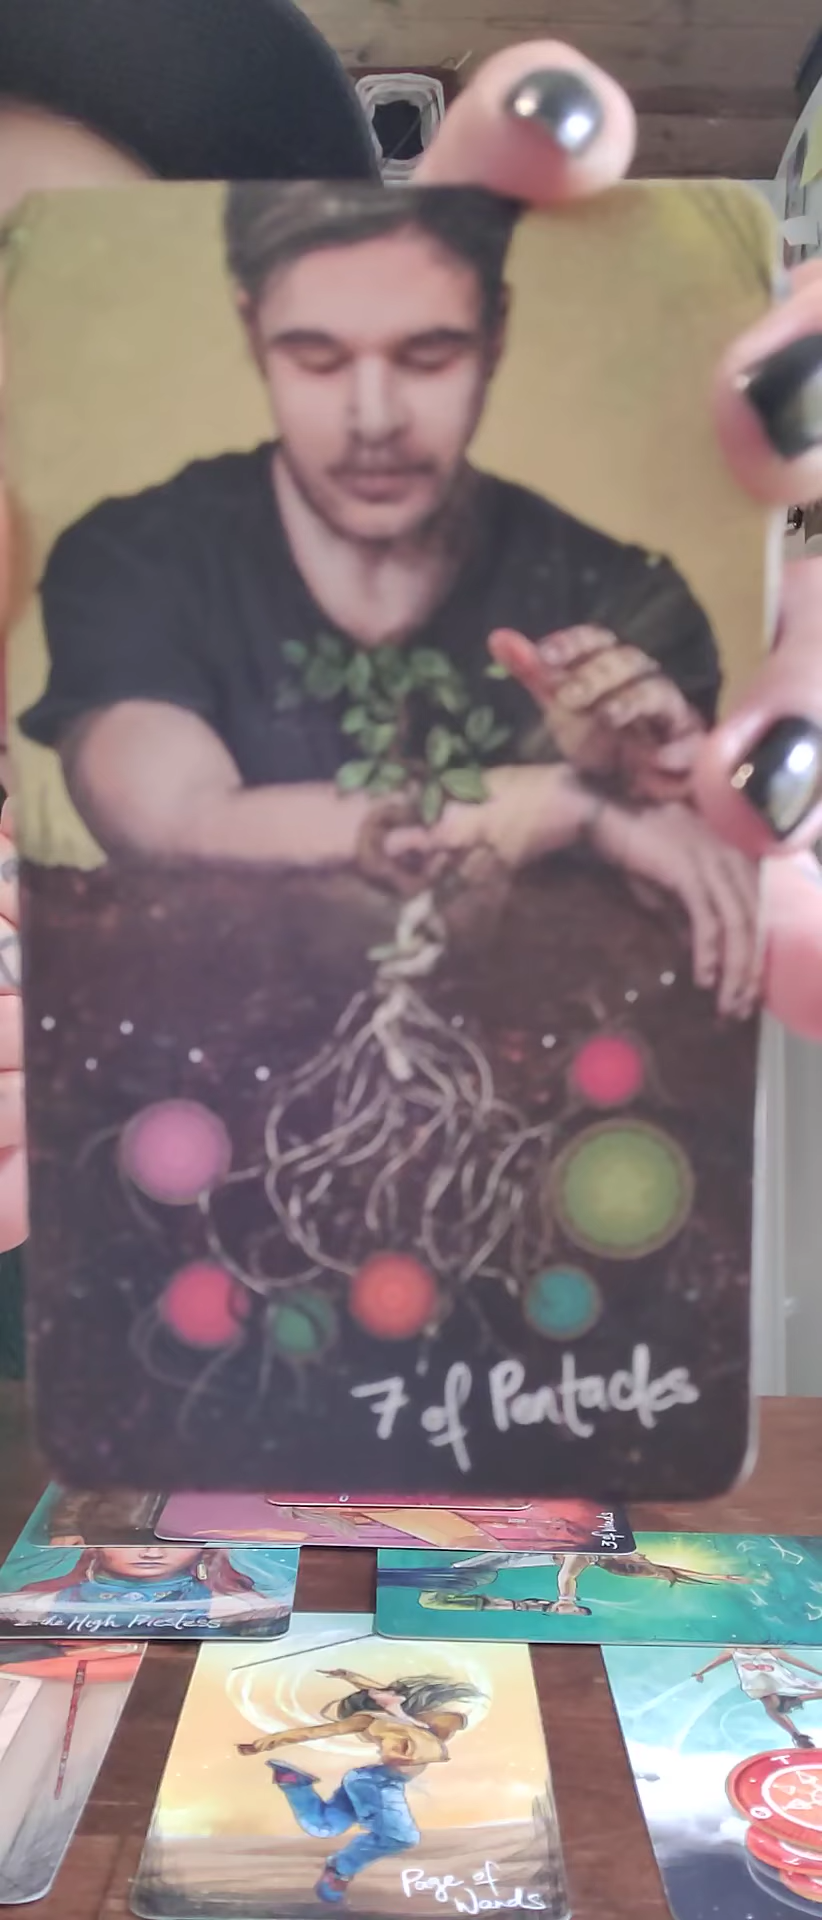 7 of Pentacles
3 of Wands
the High Priestess
Page of
Wands